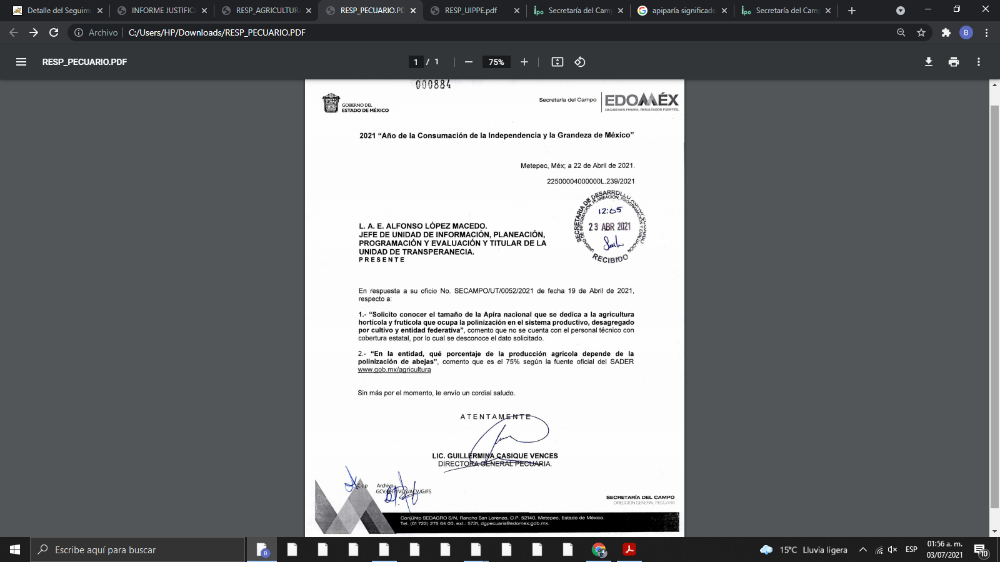 Detalle del Seguimi
INFORME JUSTIFICA
RESP_AGRICULTURA
RESP_PECUARIO.PD
RESP_UIPPE.pdf
ipo Secretaría del Cam
apiparía significado
ipo Secretaría del Cam
Archivo C:/Users/HP/Downloads/RESP_PECUARIO.PDF
B
RESP_PECUARIO.PDF
1 / 1
75%
000884
GOBIERNO DEL
ESTADO DE MÉXICO
Secretaría del Campo
EDOMÉX
DECISIONES FIRMES, RESULTADOS FUERTES.
2021 “Año de la Consumación de la Independencia y la Grandeza de México”
Metepec, Méx; a 22 de Abril de 2021.
22500004000000L.239/2021
SECRETARIA DE DESARROLLO AGROPECUARIO
UNIDAD DE INFORMACIÓN, PLANEACIÓN, PROGRAMACIÓN Y EVALUACIÓN
12:05
23 ABR 2021
RECIBIDO
L. A. E. ALFONSO LÓPEZ MACEDO.
JEFE DE UNIDAD DE INFORMACIÓN, PLANEACIÓN,
PROGRAMACIÓN Y EVALUACIÓN Y TITULAR DE LA
UNIDAD DE TRANSPERANECIA.
P R E S E N T E
En respuesta a su oficio No. SECAMPO/UT/0052/2021 de fecha 19 de Abril de 2021,
respecto a:
1.- “Solicito conocer el tamaño de la Apira nacional que se dedica a la agricultura
hortícola y frutícola que ocupa la polinización en el sistema productivo, desagregado
por cultivo y entidad federativa”, comento que no se cuenta con el personal técnico con
cobertura estatal, por lo cual se desconoce el dato solicitado.
2.- “En la entidad, qué porcentaje de la producción agrícola depende de la
polinización de abejas”, comento que es el 75% según la fuente oficial del SADER
www.gob.mx/agricultura
Sin más por el momento, le envío un cordial saludo.
A T E N T A M E N T E
LIC. GUILLERMINA CASIQUE VENCES
DIRECTORA GENERAL PECUARIA.
C.c.p Archivo
GCV/BRP/VDS/ACV/GJFS
SECRETARÍA DEL CAMPO
DIRECCIÓN GENERAL PECUARIA
Conjunto SEDAGRO S/N, Rancho San Lorenzo, C.P. 52140, Metepec, Estado de México.
Tel. (01 722) 275 64 00, ext.: 5731, dgpecuaria@edomex.gob.mx.
Escribe aquí para buscar
B
15°C Lluvia ligera
ESP
01:56 a. m.
03/07/2021
10